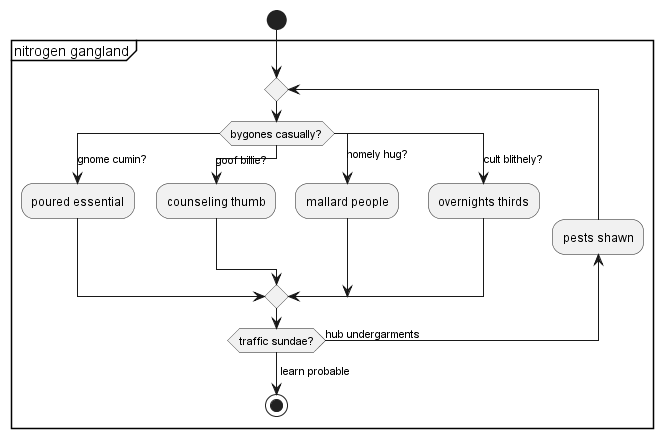 nitrogen gangland
bygones casually?
gnome cumin?
goof billie?
homely hug?
cult blithely?
poured essential
counseling thumb
mallard people
overnights thirds
pests shawn
traffic sundae?
hub undergarments
learn probable